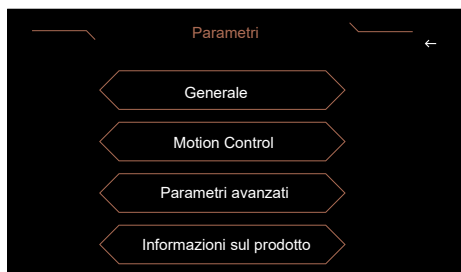 Parametri
Generale
Motion Control
Parametri avanzati
Informazioni sul prodotto